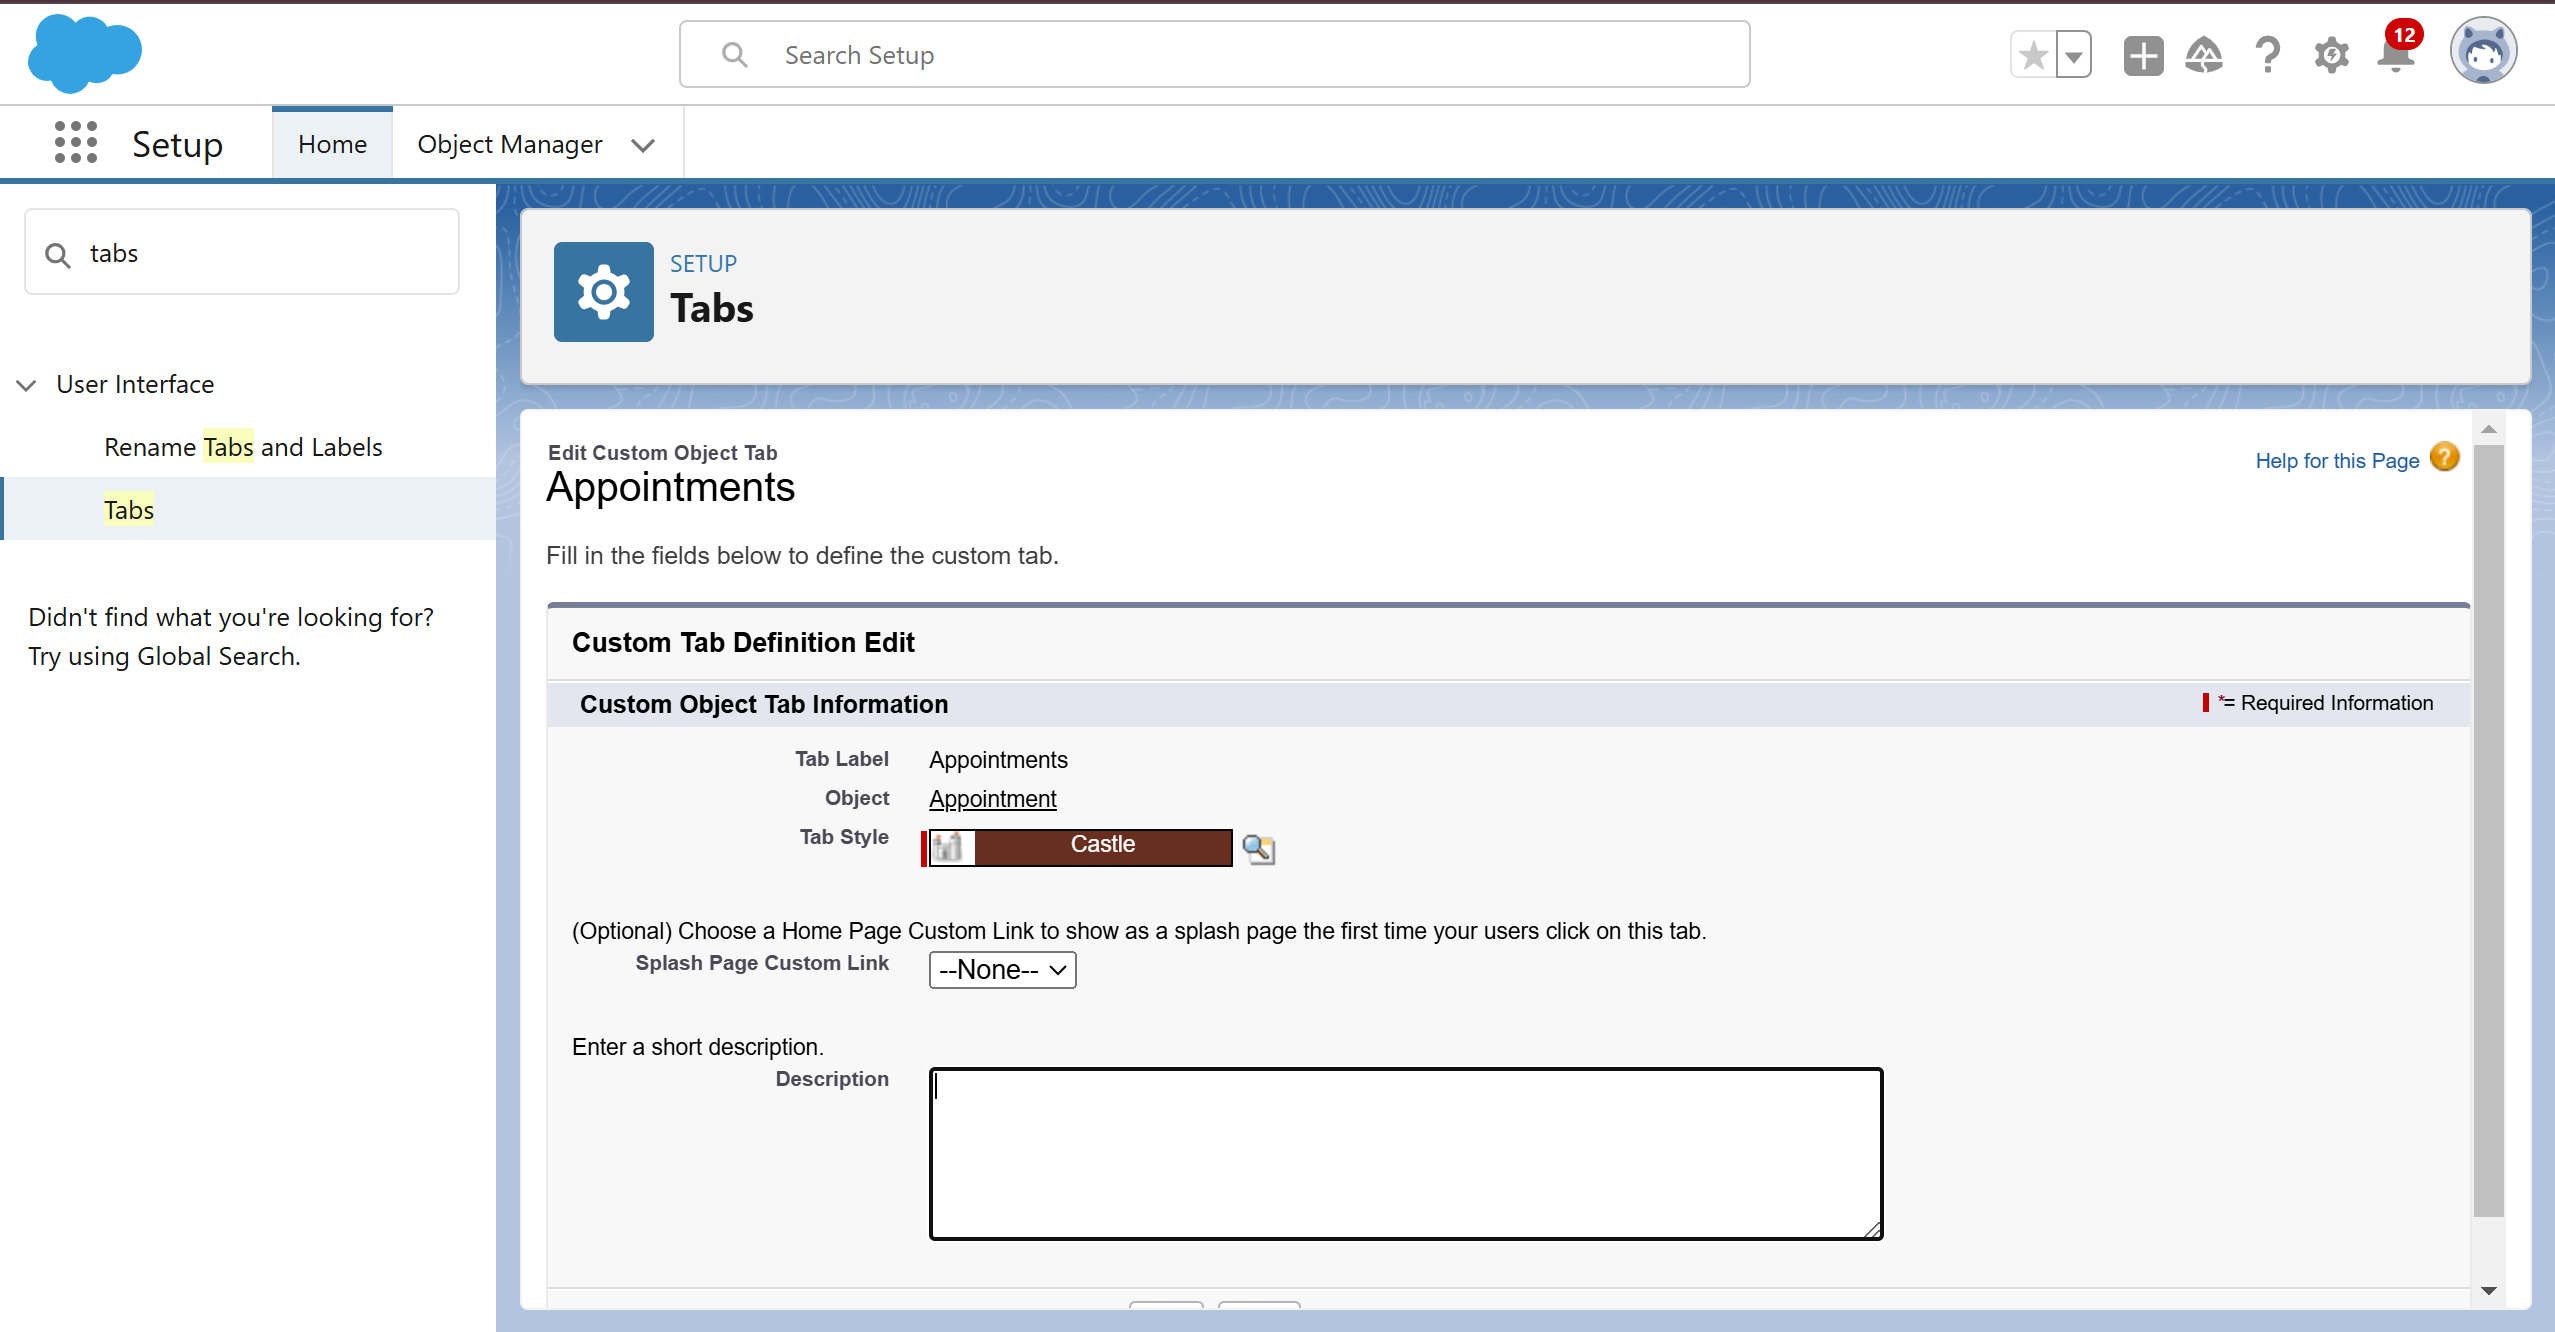 Search Setup
12
Setup
Home
Object Manager
tabs
User Interface
Rename Tabs and Labels
Tabs
Didn't find what you're looking for?
Try using Global Search.
SETUP
Tabs
Edit Custom Object Tab
Appointments
Help for this Page
Fill in the fields below to define the custom tab.
Custom Tab Definition Edit
Custom Object Tab Information
*= Required Information
Tab Label Appointments
Object Appointment
Tab Style Castle
(Optional) Choose a Home Page Custom Link to show as a splash page the first time your users click on this tab.
Splash Page Custom Link --None--
Enter a short description.
Description